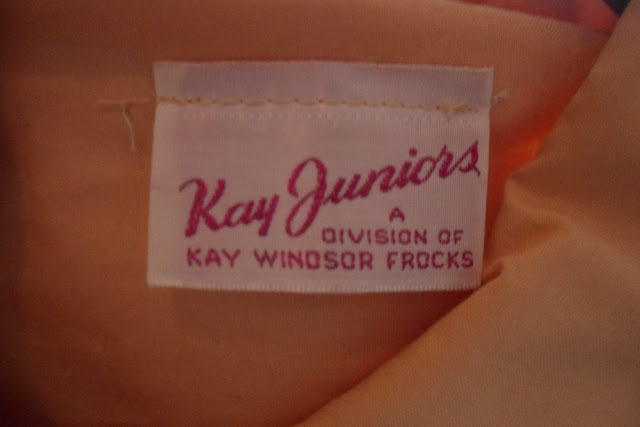 Kay Juniors
A
DIVISION OF
KAY WINDSOR FROCKS